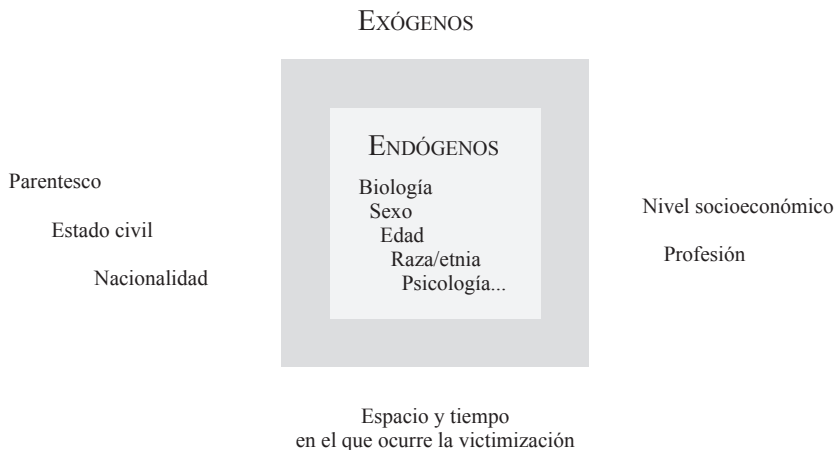 EXÓGENOS
ENDÓGENOS
Biología
Sexo
Edad
Raza/etnia
Psicología...
Parentesco
Estado civil
Nacionalidad
Nivel socioeconómico
Profesión
Espacio y tiempo
en el que ocurre la victimización